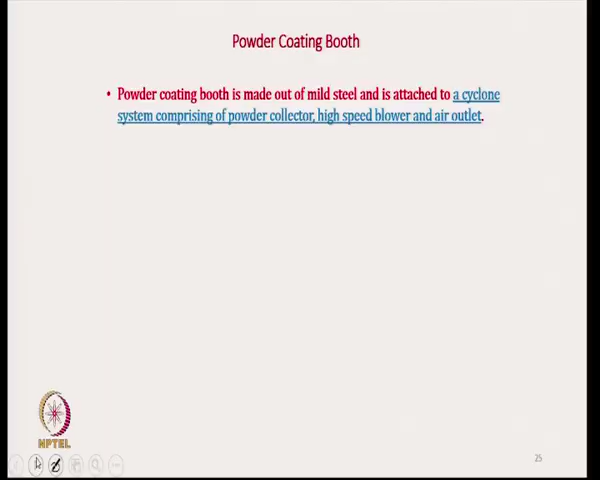 Powder Coating Booth
• Powder coating booth is made out of mild steel and is attached to a cyclone
system comprising of powder collector, high speed blower and air outlet.
NPTEL
25